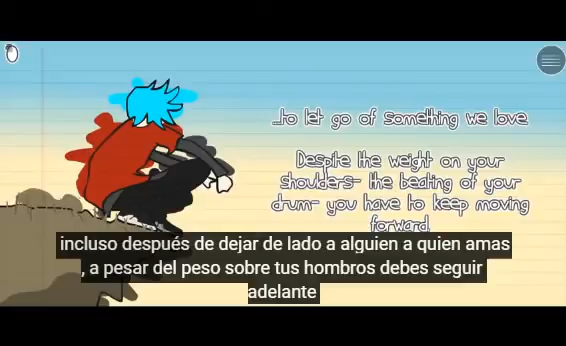 ...to let go of something we love
Despite the weight on your
shoulders- the beating of your
drum- you have to keep moving
forward.
incluso después de dejar de lado a alguien a quien amas
, a pesar del peso sobre tus hombros debes seguir
adelante